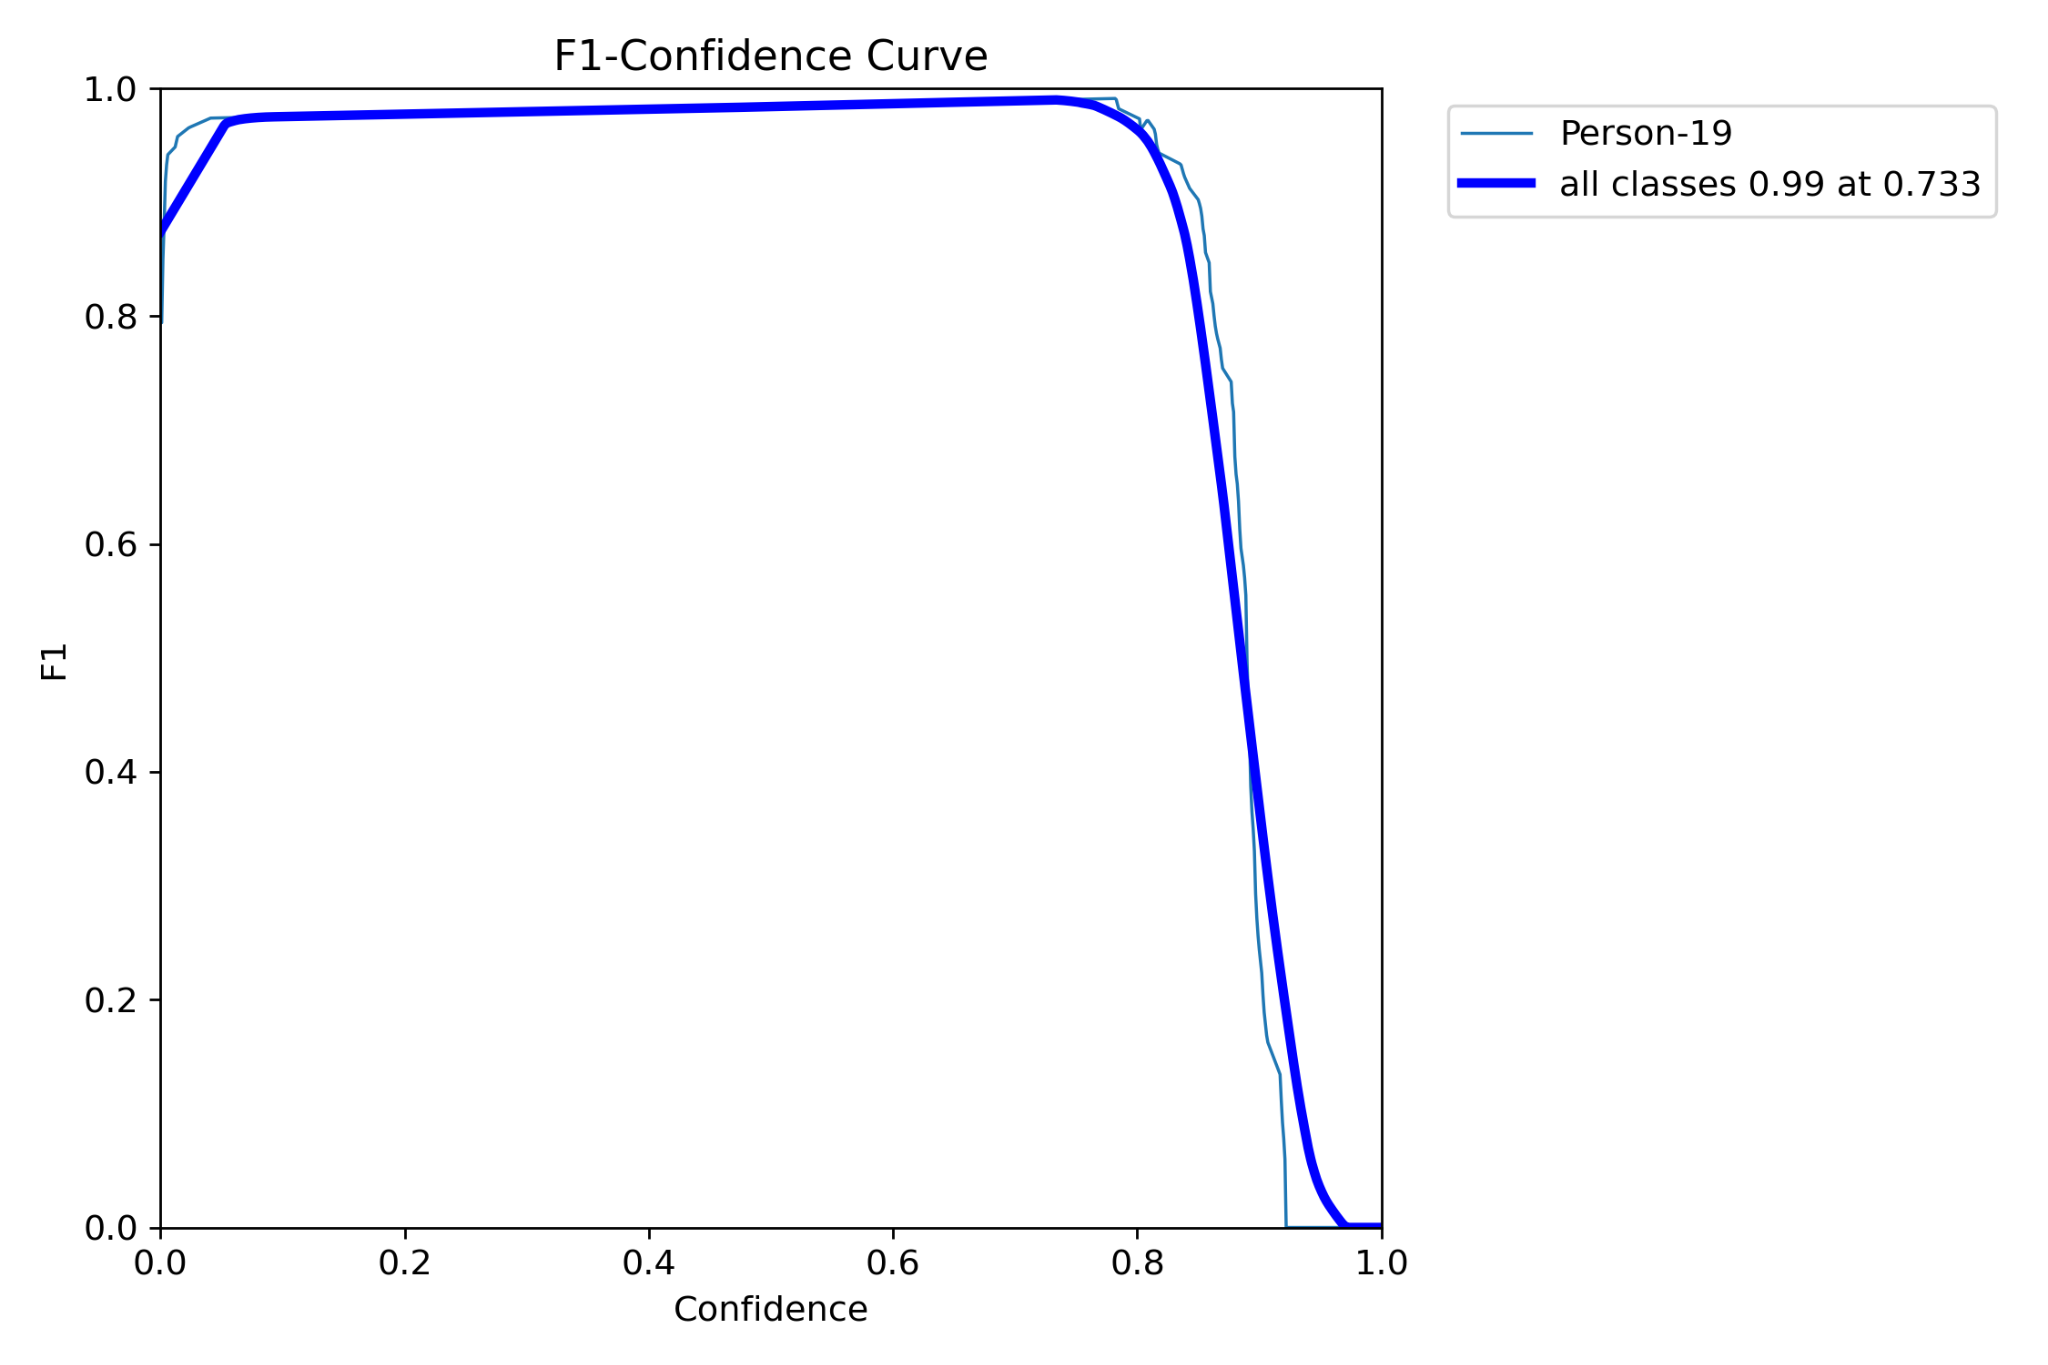 F1-Confidence Curve
Person-19
all classes 0.99 at 0.733
1.0
0.8
0.6
0.4
0.2
0.0
F1
0.0 0.2 0.4 0.6 0.8 1.0
Confidence